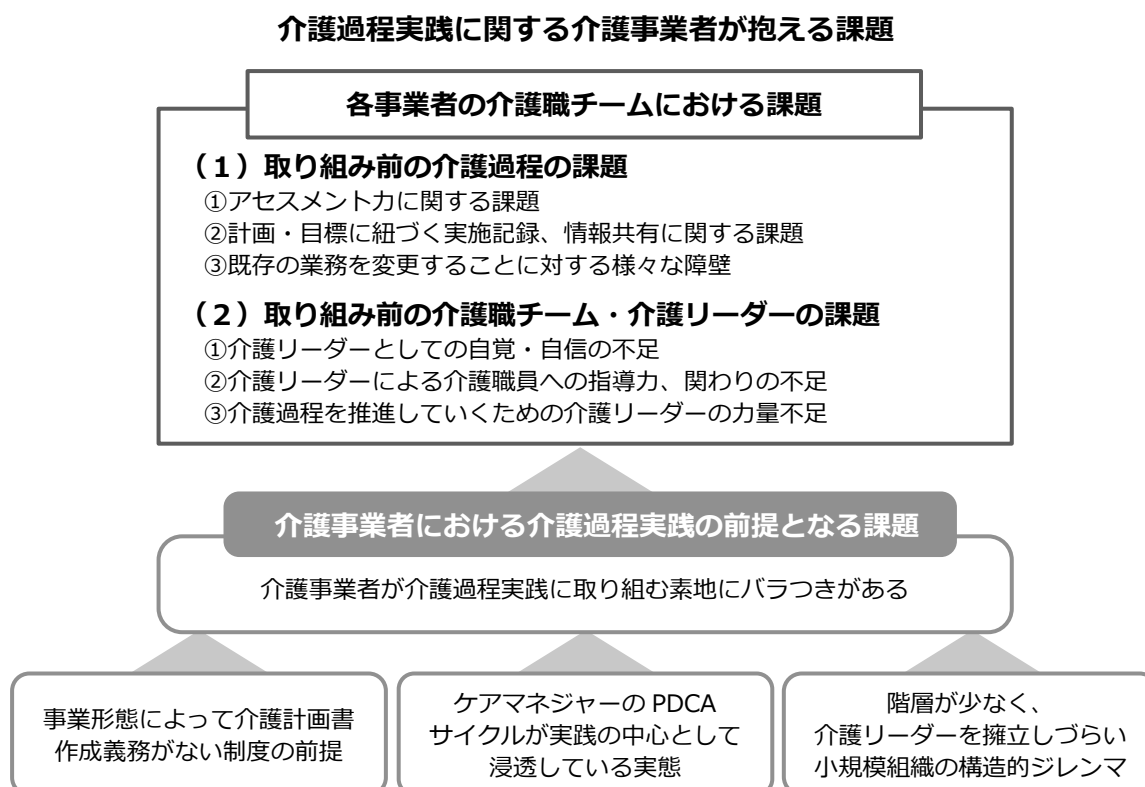 介護過程実践に関する介護事業者が抱える課題
各事業者の介護職チームにおける課題
（１）取り組み前の介護過程の課題
①アセスメント力に関する課題
②計画・目標に紐づく実施記録、情報共有に関する課題
③既存の業務を変更することに対する様々な障壁
（２）取り組み前の介護職チーム・介護リーダーの課題
①介護リーダーとしての自覚・自信の不足
②介護リーダーによる介護職員への指導力、関わりの不足
③介護過程を推進していくための介護リーダーの力量不足
介護事業者における介護過程実践の前提となる課題
介護事業者が介護過程実践に取り組む素地にバラつきがある
事業形態によって介護計画書
作成義務がない制度の前提
ケアマネジャーの PDCA
サイクルが実践の中心として
浸透している実態
階層が少なく、
介護リーダーを擁立しづらい
小規模組織の構造的ジレンマ